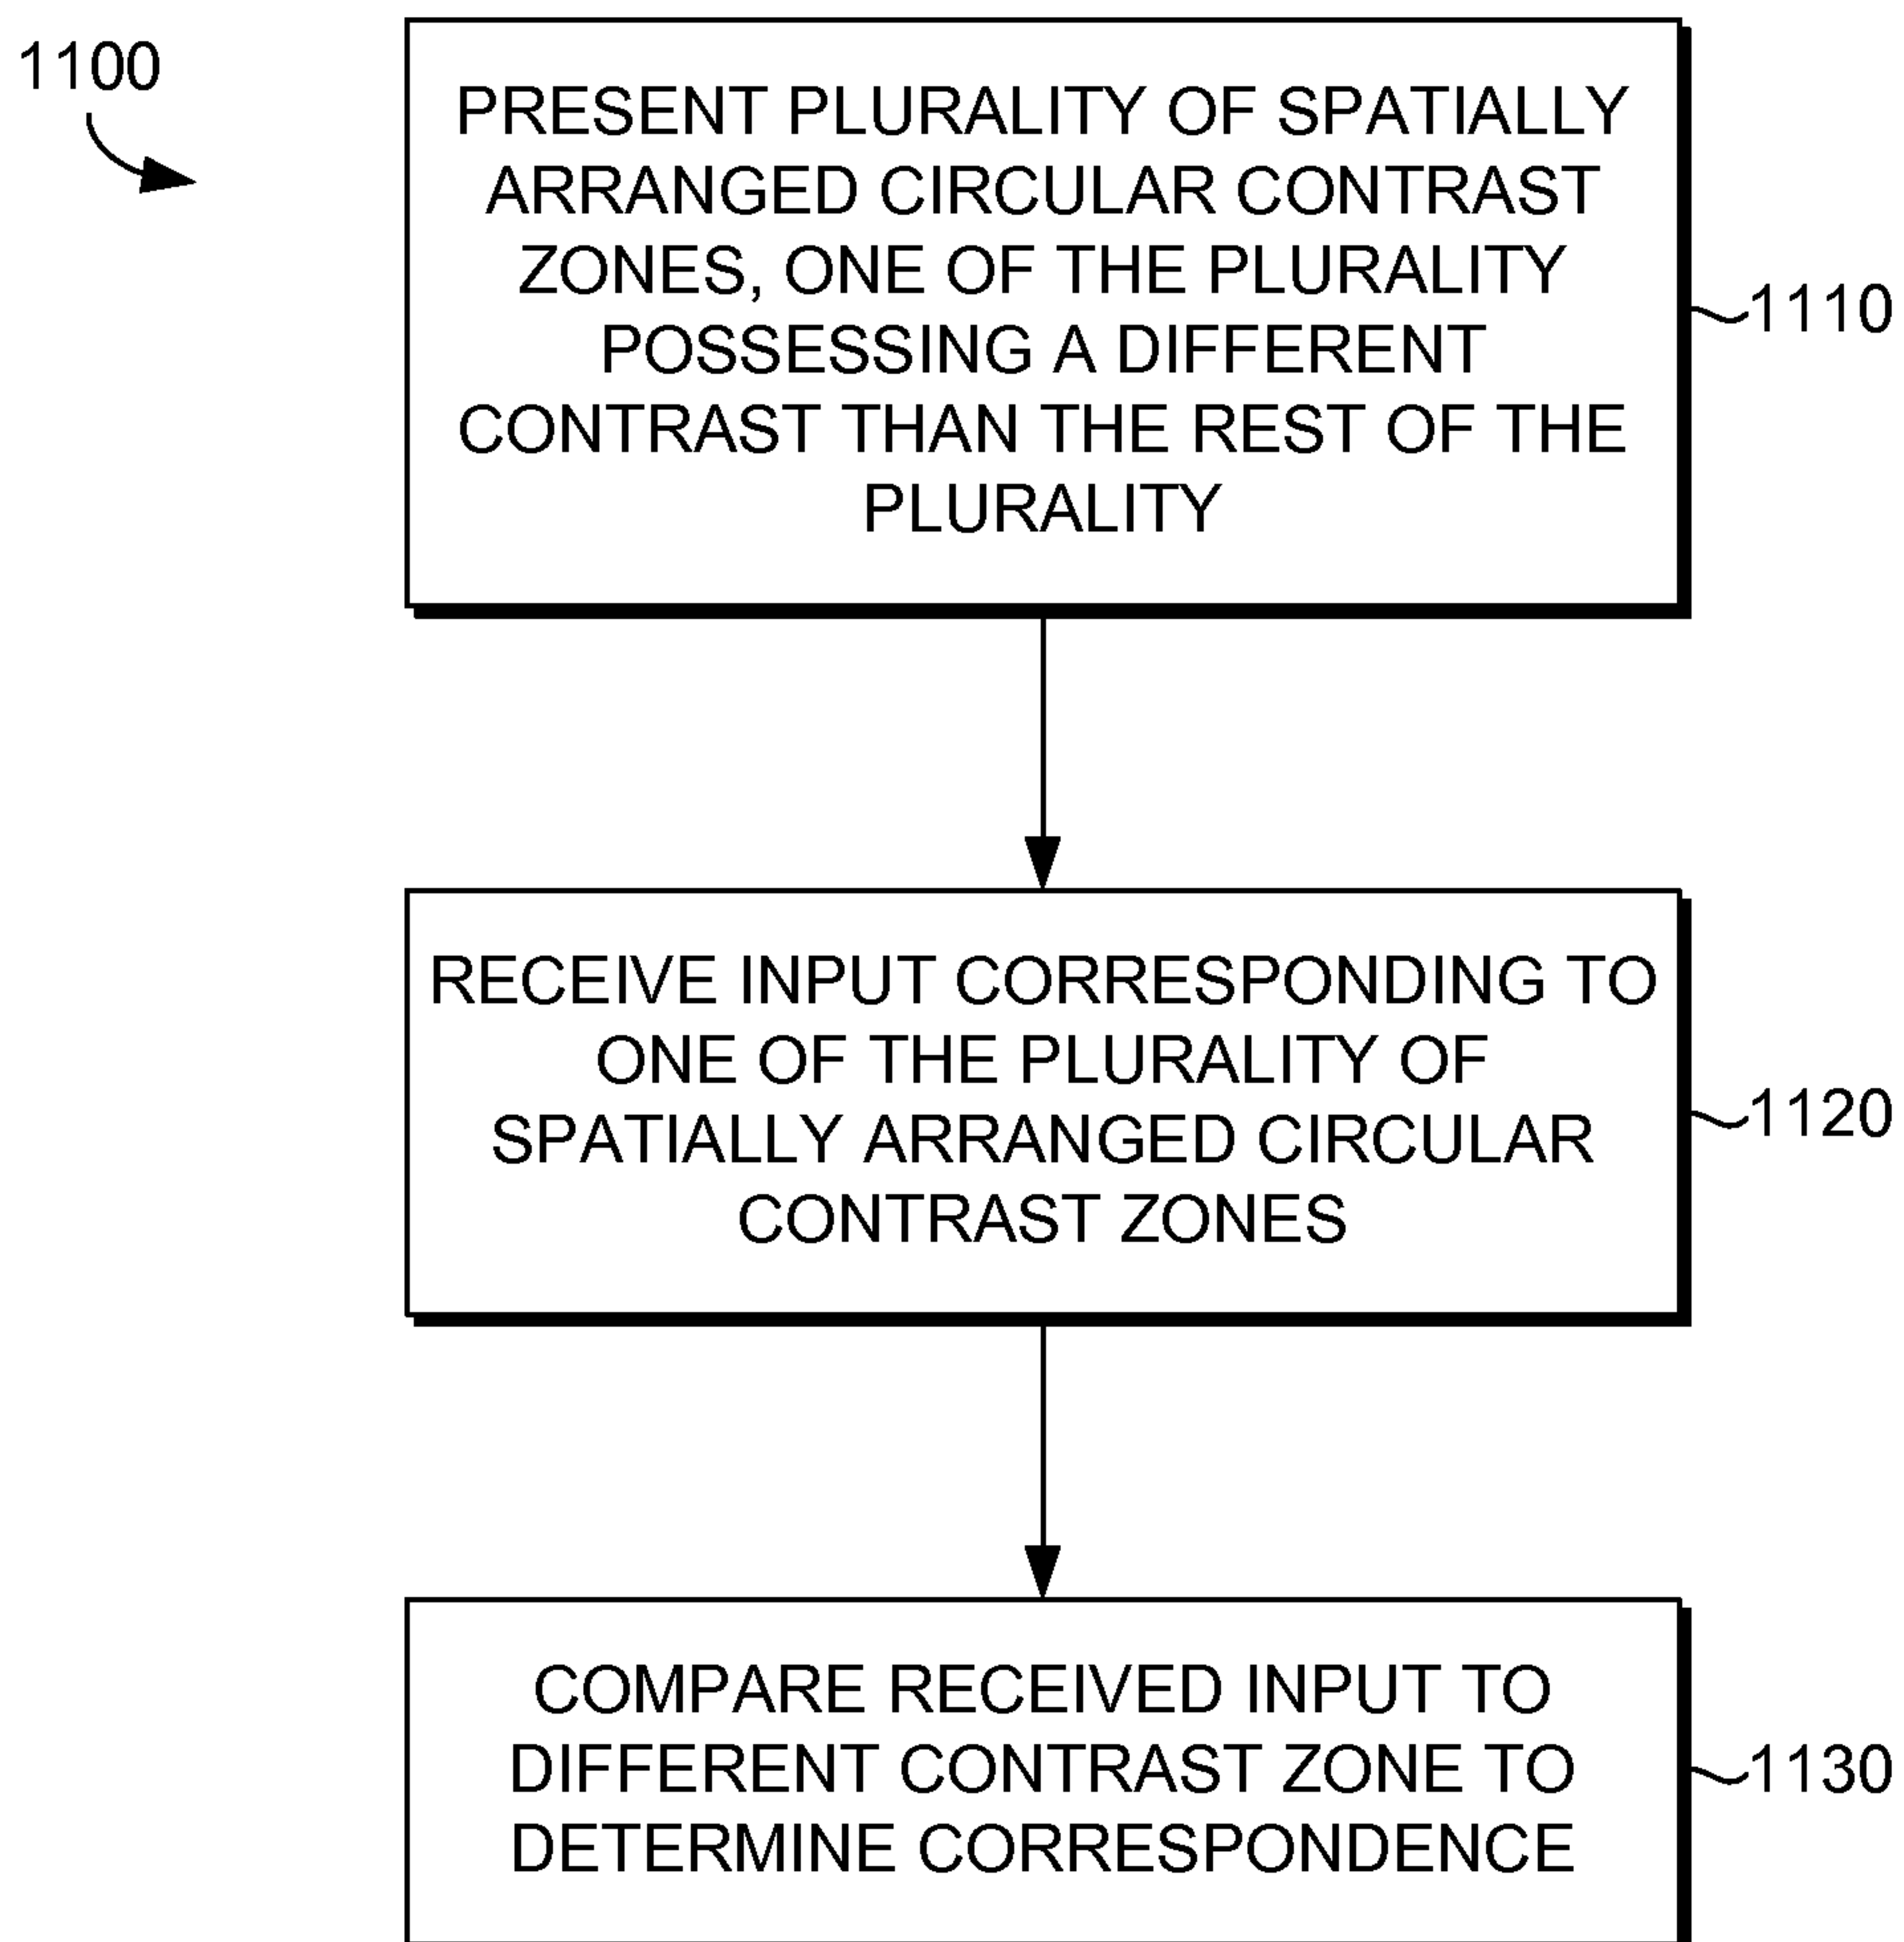 1100
PRESENT PLURALITY OF SPATIALLY
ARRANGED CIRCULAR CONTRAST
ZONES, ONE OF THE PLURALITY
POSSESSING A DIFFERENT
CONTRAST THAN THE REST OF THE
PLURALITY
1110
RECEIVE INPUT CORRESPONDING TO
ONE OF THE PLURALITY OF
SPATIALLY ARRANGED CIRCULAR
CONTRAST ZONES
1120
COMPARE RECEIVED INPUT TO
DIFFERENT CONTRAST ZONE TO
DETERMINE CORRESPONDENCE
1130